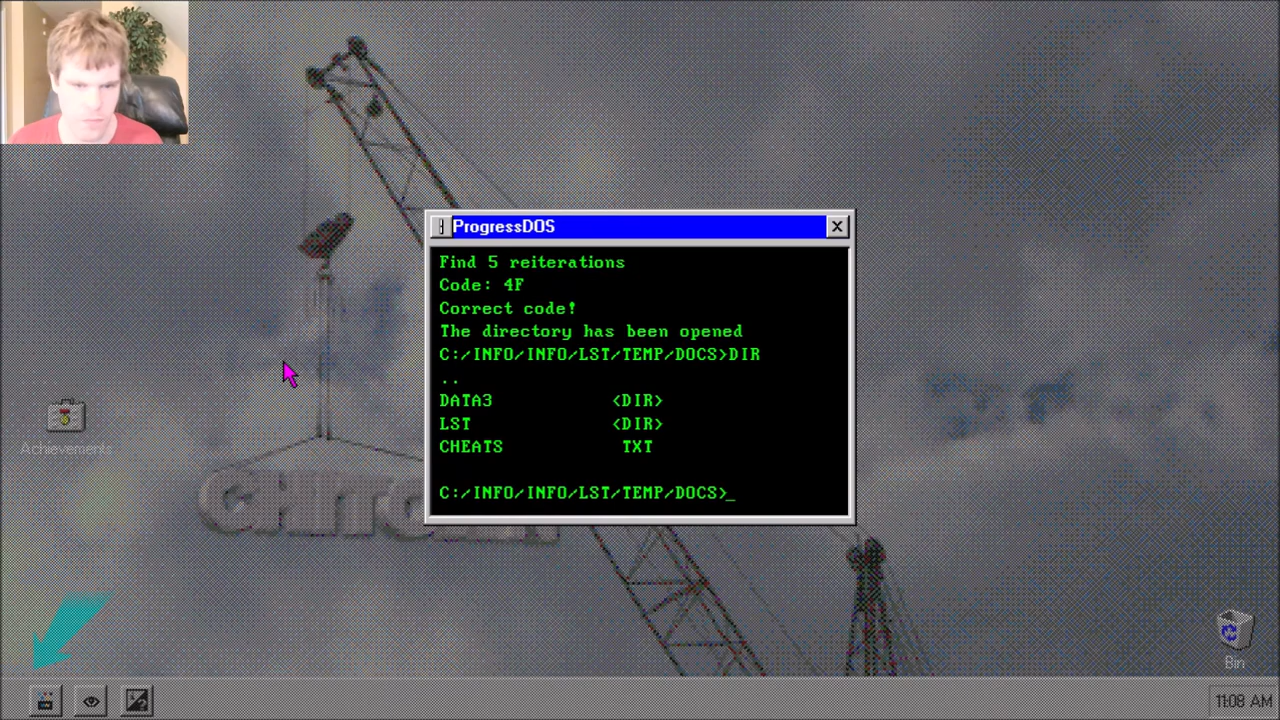 ProgressDOS
Find 5 reiterations
Code: 4F
Correct code!
The directory has been opened
C:/INFO/INFO/LST/TEMP/DOCS>DIR
..
DATA3 <DIR>
LST <DIR>
CHEATS TXT
C:/INFO/INFO/LST/TEMP/DOCS>_
Achievements
Bin
11:08 AM